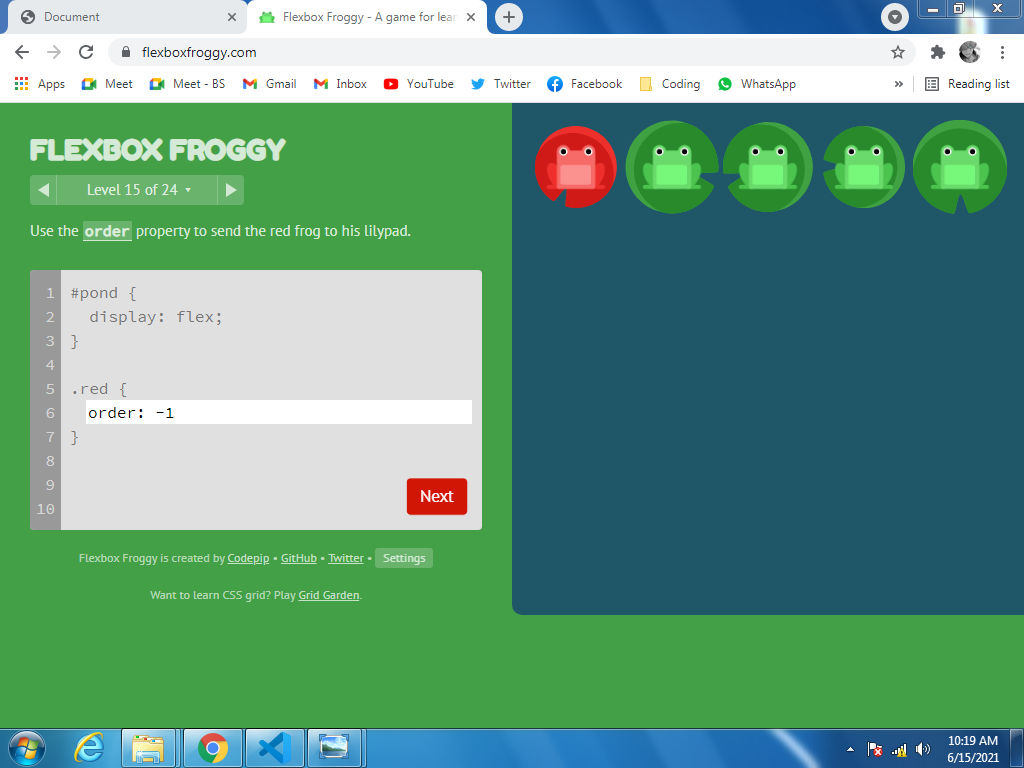 Document
Flexbox Froggy - A game for lear
flexboxfroggy.com
Apps Meet Meet - BS Gmail Inbox YouTube Twitter Facebook Coding WhatsApp » Reading list
FLEXBOX FROGGY
Level 15 of 24
Use the order property to send the red frog to his lilypad.
1 #pond {
2 display: flex;
3 }
4
5 .red {
6 order: -1
7 }
8
9
10
Next
Flexbox Froggy is created by Codepip • GitHub • Twitter • Settings
Want to learn CSS grid? Play Grid Garden.
10:19 AM
6/15/2021